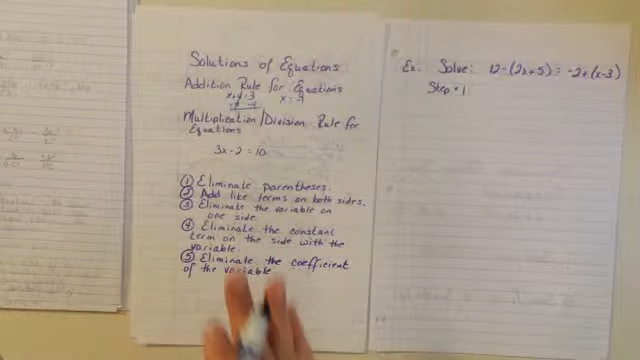 Solutions of Equations
Addition Rule for Equations
x+4=3
-4 -4
x=-1
Multiplication/Division Rule for
Equations
3x-2=10
① Eliminate parentheses.
② Add like terms on both sides.
③ Eliminate the variable on
one side.
④ Eliminate the constant
term on the side with the
variable.
⑤ Eliminate the coefficient
of the variable
Ex: Solve: 12-(2x+5)=-2+(x-3)
Step 1